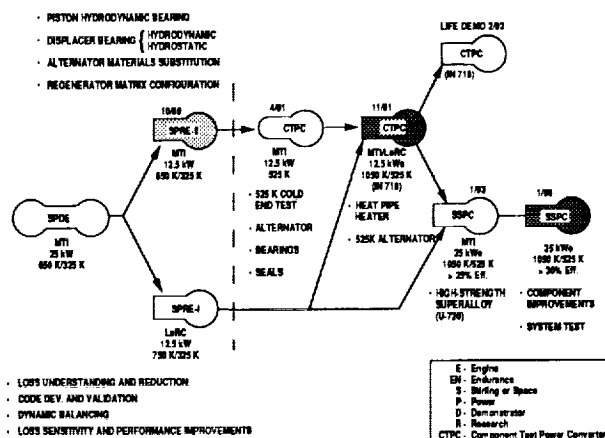 • PISTON HYDRODYNAMIC BEARING
• DISPLACER BEARING { HYDRODYNAMIC
HYDROSTATIC
• ALTERNATOR MATERIALS SUBSTITUTION
• REGENERATOR MATRIX CONFIGURATION
LIFE DEMO 2/93
CTPC
(IN 718)
SPRE-II
MTI
12.5 kW
650 K/325 K
4/91
CTPC
MTI
12.5 kW
525 K
• 525 K COLD
END TEST
• ALTERNATOR
• BEARINGS
• SEALS
11/91
CTPC
MTI/LeRC
12.5 kWe
1050 K/525 K
(IN 718)
• HEAT PIPE
HEATER
• 525K ALTERNATOR
SPDE
MTI
25 kW
650 K/325 K
SPRE-I
LeRC
12.5 kW
750 K/325 K
1/93
SSPC
MTI
25 kWe
1050 K/525 K
> 25% Eff.
• HIGH-STRENGTH
SUPERALLOY
(U-720)
SSPC
25 kWe
1050 K/525 K
> 30% Eff.
• COMPONENT
IMPROVEMENTS
• SYSTEM TEST
• LOSS UNDERSTANDING AND REDUCTION
• CODE DEV. AND VALIDATION
• DYNAMIC BALANCING
• LOSS SENSITIVITY AND PERFORMANCE IMPROVEMENTS
E - Engine
EN - Endurance
S - Stirling or Space
P - Power
D - Demonstrator
R - Research
CTPC - Component Test Power Converter